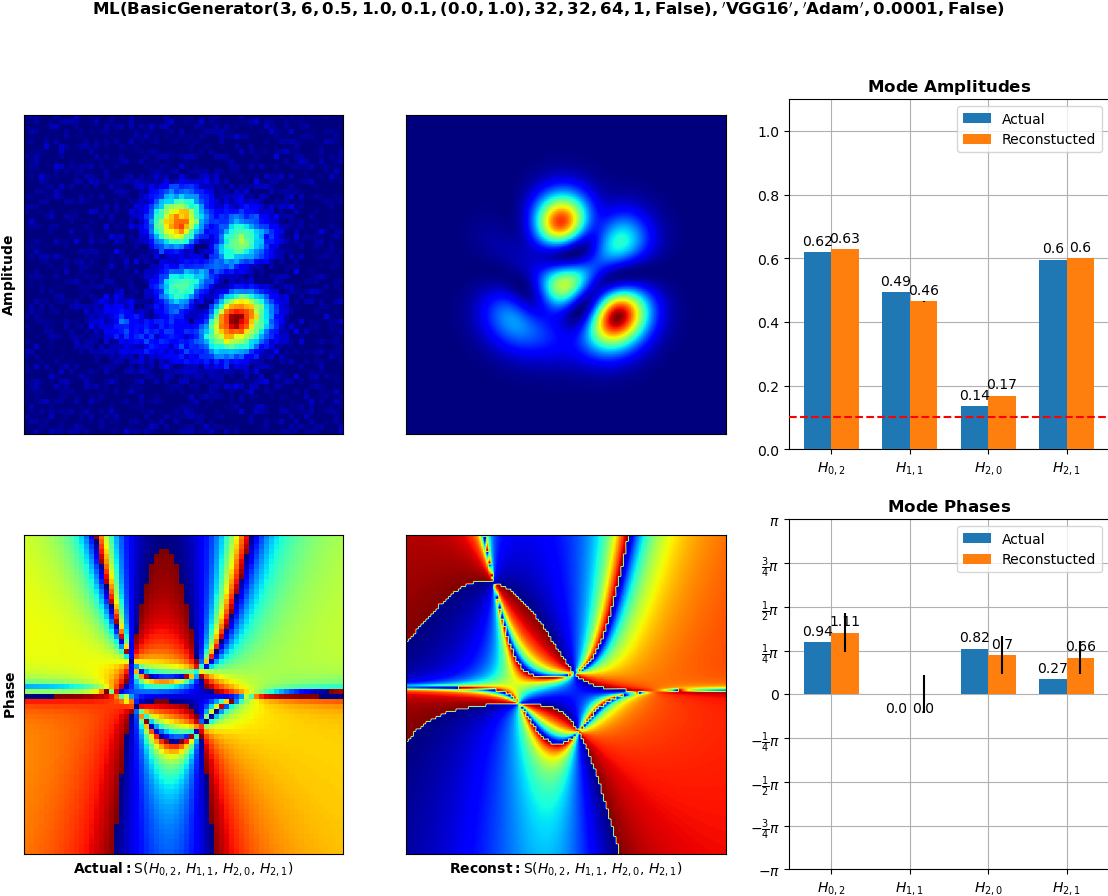 ML(BasicGenerator(3, 6, 0.5, 1.0, 0.1, (0.0, 1.0), 32, 32, 64, 1, False), ′VGG16′, ′Adam′, 0.0001, False)
Amplitude
Mode Amplitudes
Actual
Reconstucted
1.0
0.8
0.6
0.4
0.2
0.0
0.62 0.63
0.49 0.46
0.14 0.17
0.6 0.6
H₀,₂ H₁,₁ H₂,₀ H₂,₁
Phase
Actual: S(H₀,₂, H₁,₁, H₂,₀, H₂,₁)
Reconst: S(H₀,₂, H₁,₁, H₂,₀, H₂,₁)
Mode Phases
Actual
Reconstucted
π
3/4π
1/2π
1/4π
0
−1/4π
−1/2π
−3/4π
−π
0.94 1.11
0.0 0.0
0.82 0.7
0.27 0.66
H₀,₂ H₁,₁ H₂,₀ H₂,₁